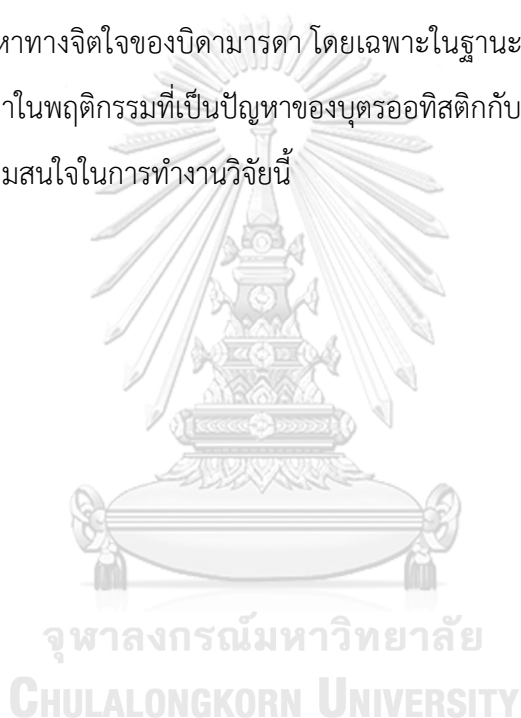 หาทางจิตใจของบิดามารดา โดยเฉพาะในฐานะ
าในพฤติกรรมที่เป็นปัญหาของบุตรออทิสติกกับ
มสนใจในการทำงานวิจัยนี้
จุฬาลงกรณ์มหาวิทยาลัย
CHULALONGKORN UNIVERSITY